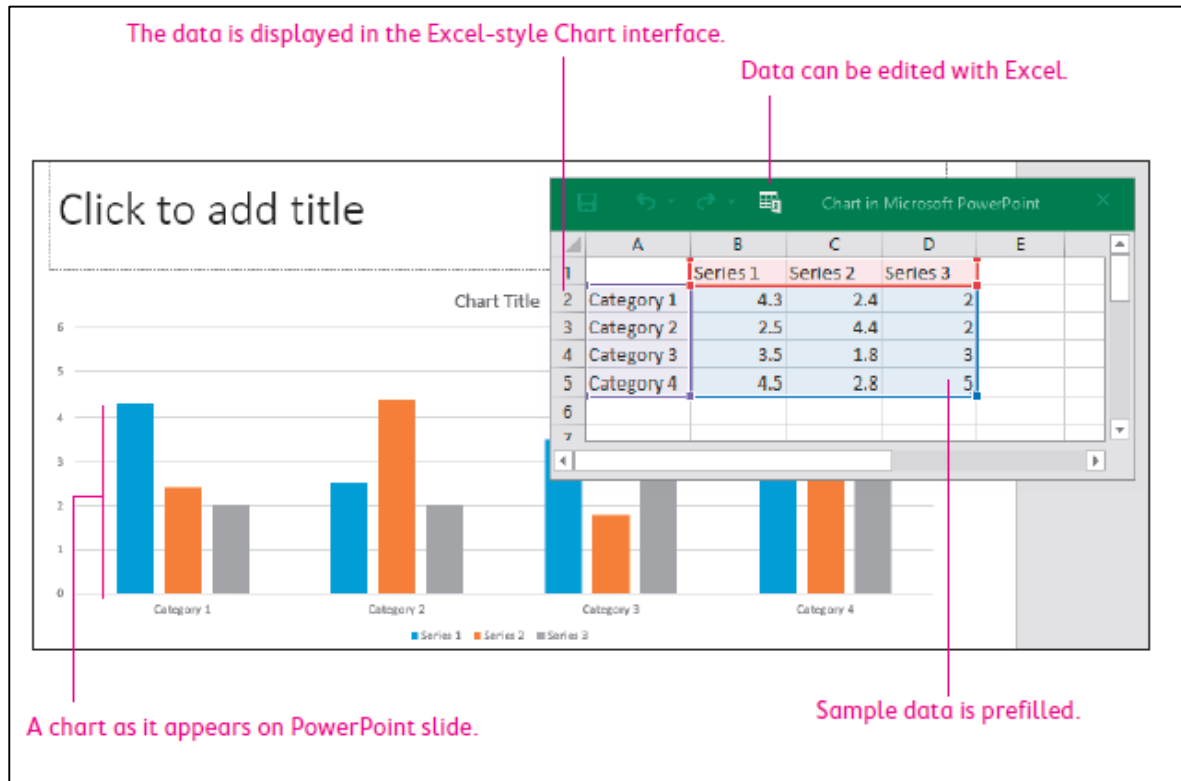 The data is displayed in the Excel-style Chart interface.
Data can be edited with Excel.
Click to add title
Chart in Microsoft PowerPoint
A B C D E
1 Series 1 Series 2 Series 3
2 Category 1 4.3 2.4 2
3 Category 2 2.5 4.4 2
4 Category 3 3.5 1.8 3
5 Category 4 4.5 2.8 5
6
7
Chart Title
6
5
4
3
2
1
0
Category 1 Category 2 Category 3 Category 4
Series 1 Series 2 Series 3
A chart as it appears on PowerPoint slide.
Sample data is prefilled.